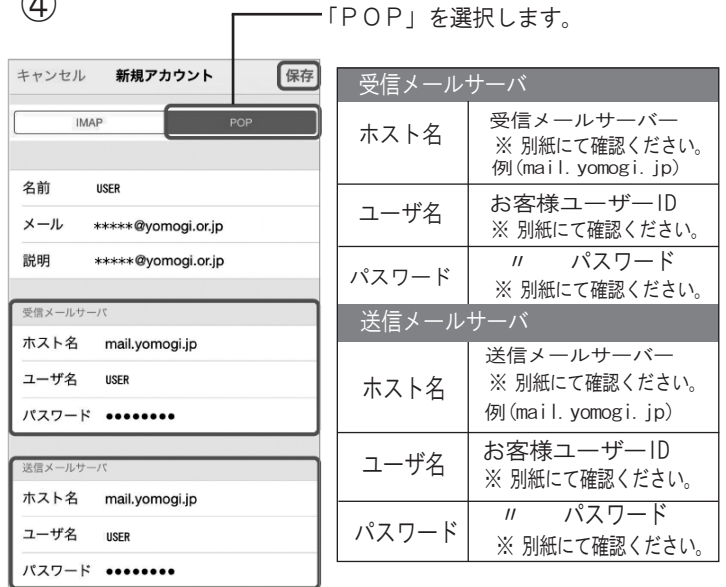 ④
「ＰＯＰ」を選択します。
キャンセル 新規アカウント 保存
IMAP POP
名前 USER
メール *****@yomogi.or.jp
説明 *****@yomogi.or.jp
受信メールサーバ
ホスト名 mail.yomogi.jp
ユーザ名 USER
パスワード ●●●●●●●●
送信メールサーバ
ホスト名 mail.yomogi.jp
ユーザ名 USER
パスワード ●●●●●●●●
受信メールサーバ
ホスト名 受信メールサーバー
※ 別紙にて確認ください。
例(mail.yomogi.jp)
ユーザ名 お客様ユーザーID
※ 別紙にて確認ください。
パスワード 〃 パスワード
※ 別紙にて確認ください。
送信メールサーバ
ホスト名 送信メールサーバー
※ 別紙にて確認ください。
例(mail.yomogi.jp)
ユーザ名 お客様ユーザーID
※ 別紙にて確認ください。
パスワード 〃 パスワード
※ 別紙にて確認ください。